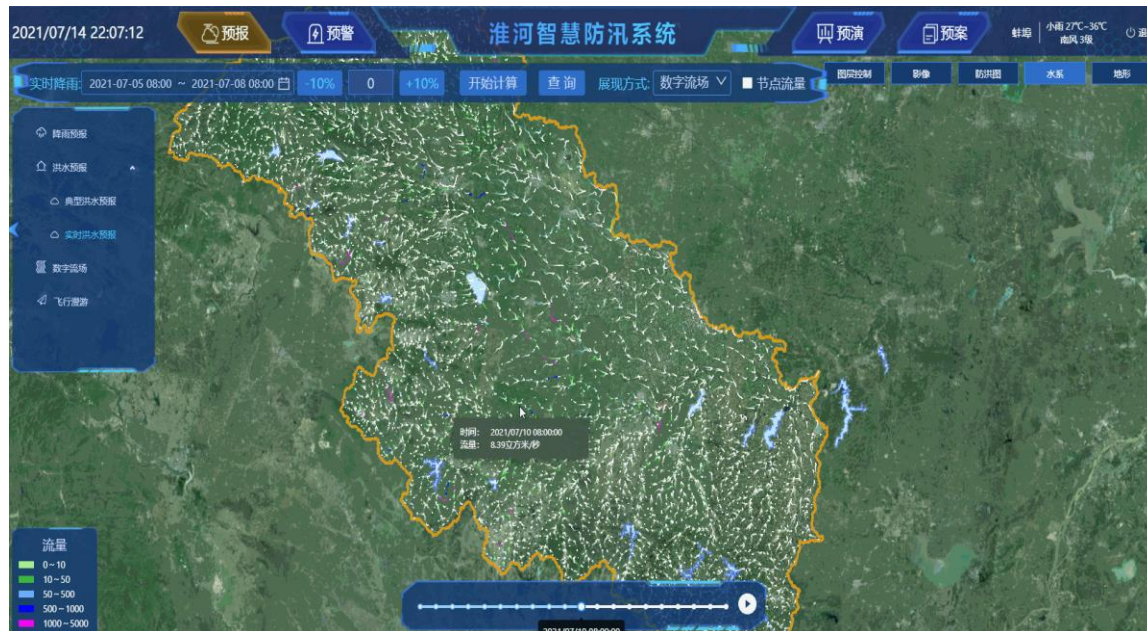 2021/07/14 22:07:12
预报
预警
淮河智慧防汛系统
预演
预案
蚌埠
小雨 27℃~36℃
南风 3级
退
实时降雨:
2021-07-05 08:00 ~ 2021-07-08 08:00
-10%
0
+10%
开始计算
查 询
展现方式:
数字流场
节点流量
图层控制
影像
防洪图
水系
地形
降雨预报
洪水预报
典型洪水预报
实时洪水预报
数字流场
飞行漫游
时间: 2021/07/10 08:00:00
流量: 8.39立方米/秒
流量
0~10
10~50
50~500
500~1000
1000~5000
2021/07/10 08:00:00